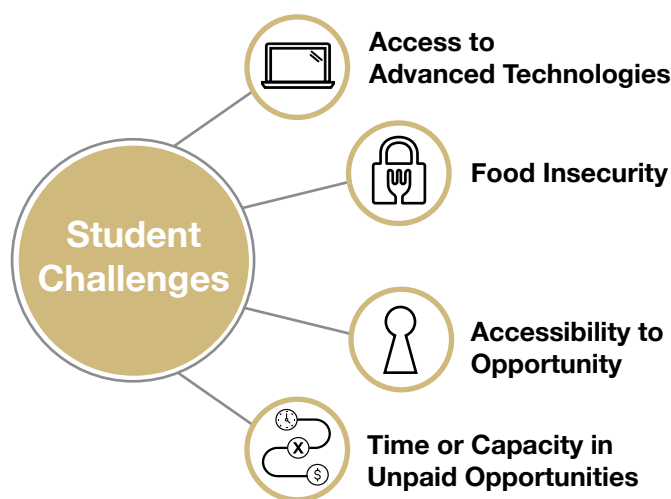 Access to
Advanced Technologies
Food Insecurity
Student
Challenges
Accessibility to
Opportunity
Time or Capacity in
Unpaid Opportunities
X
$